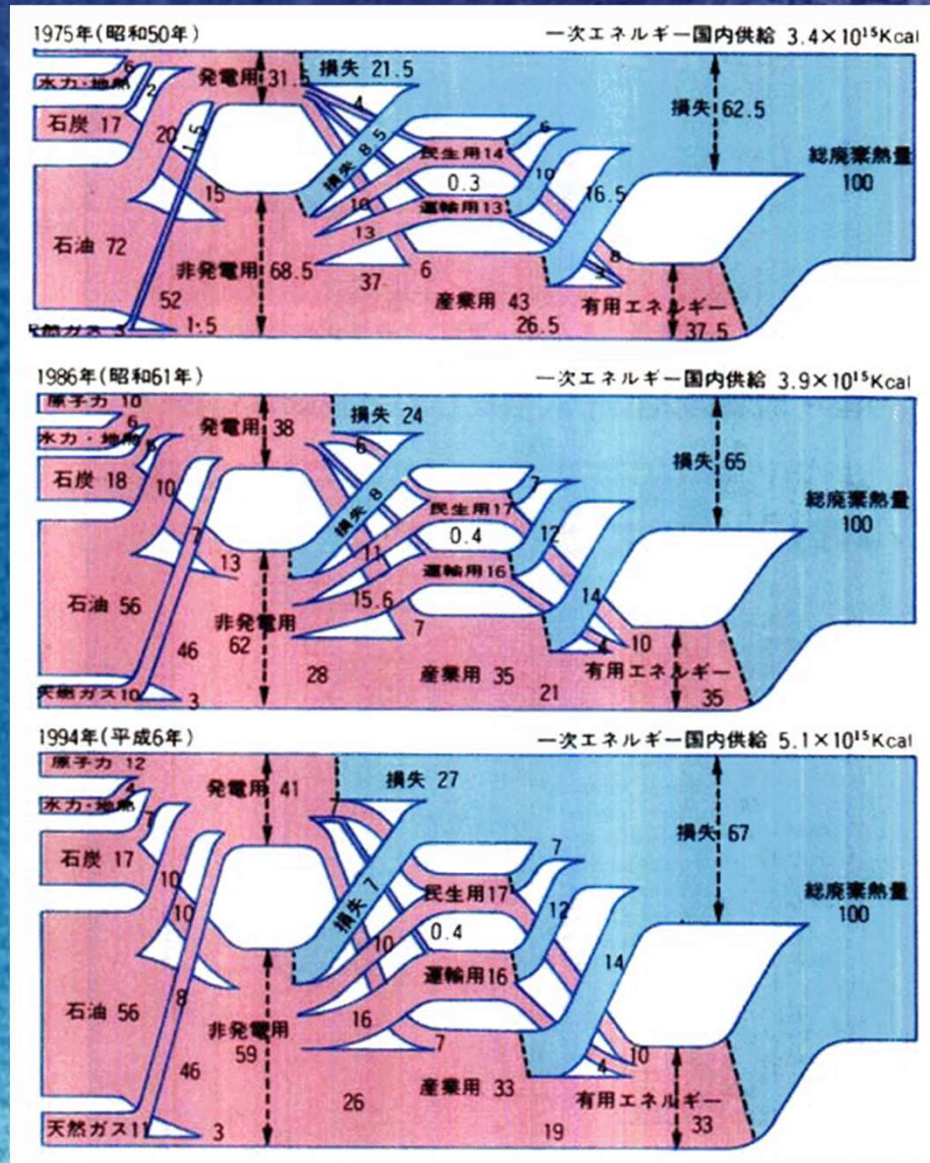 1975年(昭和50年)
一次エネルギー国内供給 3.4×10¹⁵Kcal
6
水力・地熱
2
石炭 17
20
1.5
石油 72
天然ガス 3
発電用 31.5
損失 21.5
4
損失 8.5
15
非発電用 68.5
52
1.5
民生用 14
0.3
運輸用 13
10
13
37
6
産業用 43
26.5
6
10
16.5
8
3
損失 62.5
有用エネルギー
37.5
総廃棄熱量
100
1986年(昭和61年)
一次エネルギー国内供給 3.9×10¹⁵Kcal
原子力 10
6
水力・地熱
石炭 18
10
7
石油 56
天然ガス 10
発電用 38
損失 24
6
損失 8
13
非発電用
62
46
3
民生用 17
0.4
運輸用 16
11
15.6
28
7
産業用 35
21
7
12
14
10
4
損失 65
有用エネルギー
35
総廃棄熱量
100
1994年(平成6年)
一次エネルギー国内供給 5.1×10¹⁵Kcal
原子力 12
4
水力・地熱
7
石炭 17
10
10
8
石油 56
天然ガス 11
発電用 41
損失 27
7
損失 7
非発電用
59
46
3
民生用 17
0.4
運輸用 16
10
16
26
7
産業用 33
19
7
12
14
10
4
損失 67
有用エネルギー
33
総廃棄熱量
100